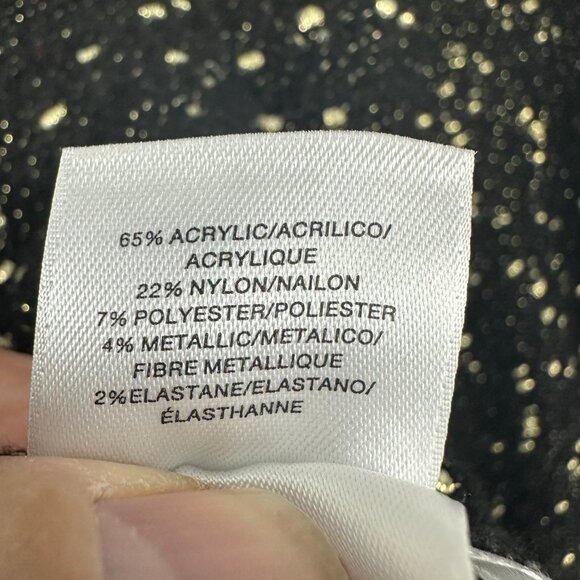 65% ACRYLIC/ACRILICO/
ACRYLIQUE
22% NYLON/NAILON
7% POLYESTER/POLIESTER
4% METALLIC/METALICO/
FIBRE METALLIQUE
2%ELASTANE/ELASTANO/
ÉLASTHANNE